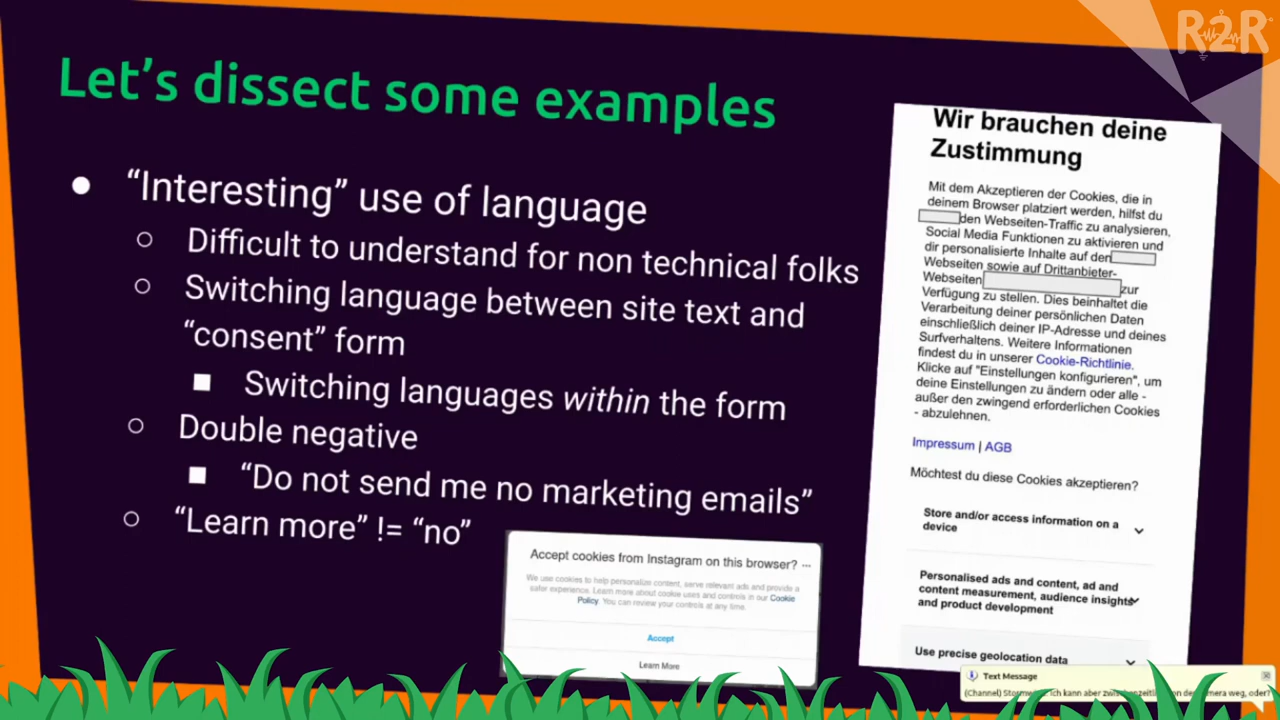 R2R
Let's dissect some examples
● "Interesting" use of language
○ Difficult to understand for non technical folks
○ Switching language between site text and
"consent" form
■ Switching languages within the form
○ Double negative
■ "Do not send me no marketing emails"
○ "Learn more" != "no"
Accept cookies from Instagram on this browser? ...
We use cookies to help personalize content, serve relevant ads and provide a
safer experience. Learn more about cookie uses and controls in our Cookie
Policy. You can review your controls at any time.
Accept
Learn More
Wir brauchen deine
Zustimmung
Mit dem Akzeptieren der Cookies, die in
deinem Browser platziert werden, hilfst du
den Webseiten-Traffic zu analysieren,
Social Media Funktionen zu aktivieren und
dir personalisierte Inhalte auf den
Webseiten sowie auf Drittanbieter-
Webseiten zur
Verfügung zu stellen. Dies beinhaltet die
Verarbeitung deiner persönlichen Daten
einschließlich deiner IP-Adresse und deines
Surfverhaltens. Weitere Informationen
findest du in unserer Cookie-Richtlinie.
Klicke auf "Einstellungen konfigurieren", um
deine Einstellungen zu ändern oder alle -
außer den zwingend erforderlichen Cookies
- abzulehnen.
Impressum | AGB
Möchtest du diese Cookies akzeptieren?
Store and/or access information on a
device
Personalised ads and content, ad and
content measurement, audience insights
and product development
Use precise geolocation data
Text Message
(Channel) ich kann aber weg, oder?